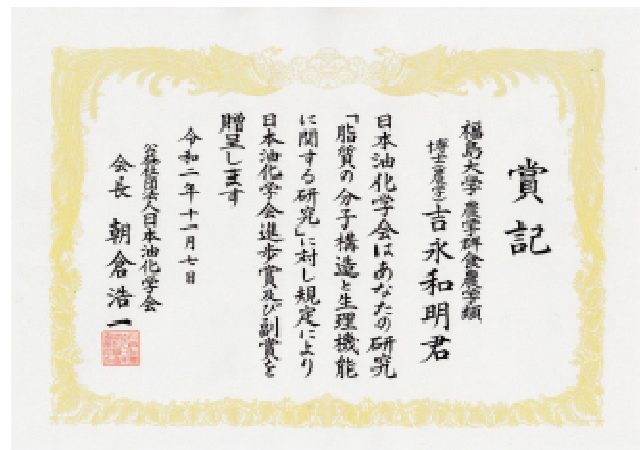 賞記
福島大学 農学群食農学類
博士(農学) 吉永和明君
日本油化学会はあなたの研究
「脂質の分子構造と生理機能
に関する研究」に対し規定により
日本油化学会進歩賞及び副賞を
贈呈します
令和二年十一月七日
公益社団法人日本油化学会
会長 朝倉浩一